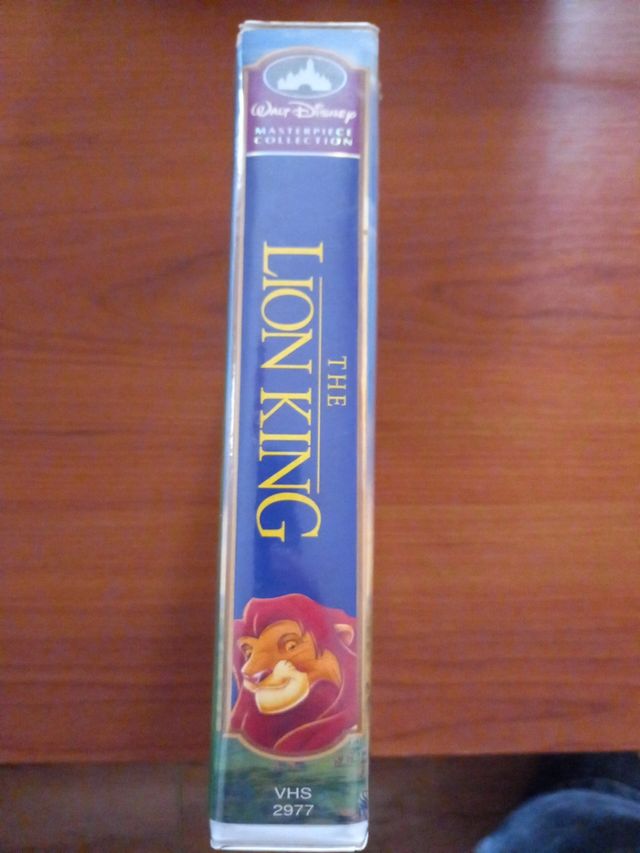 Walt Disney
MASTERPIECE
COLLECTION
THE
LION KING
VHS
2977